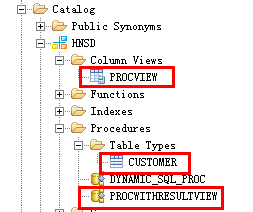 Catalog
Public Synonyms
HNSD
Column Views
PROCVIEW
Functions
Indexes
Procedures
Table Types
CUSTOMER
DYNAMIC_SQL_PROC
PROCWITHRESULTVIEW